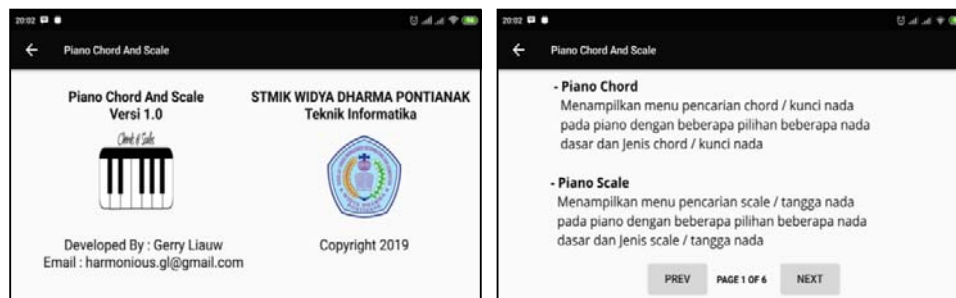 20:02
96
Piano Chord And Scale
Piano Chord And Scale
Versi 1.0
Chord & Scale
Developed By : Gerry Liauw
Email : harmonious.gl@gmail.com
STMIK WIDYA DHARMA PONTIANAK
Teknik Informatika
Copyright 2019
20:02
Piano Chord And Scale
- Piano Chord
Menampilkan menu pencarian chord / kunci nada
pada piano dengan beberapa pilihan beberapa nada
dasar dan Jenis chord / kunci nada
- Piano Scale
Menampilkan menu pencarian scale / tangga nada
pada piano dengan beberapa pilihan beberapa nada
dasar dan Jenis scale / tangga nada
PREV PAGE 1 OF 6 NEXT